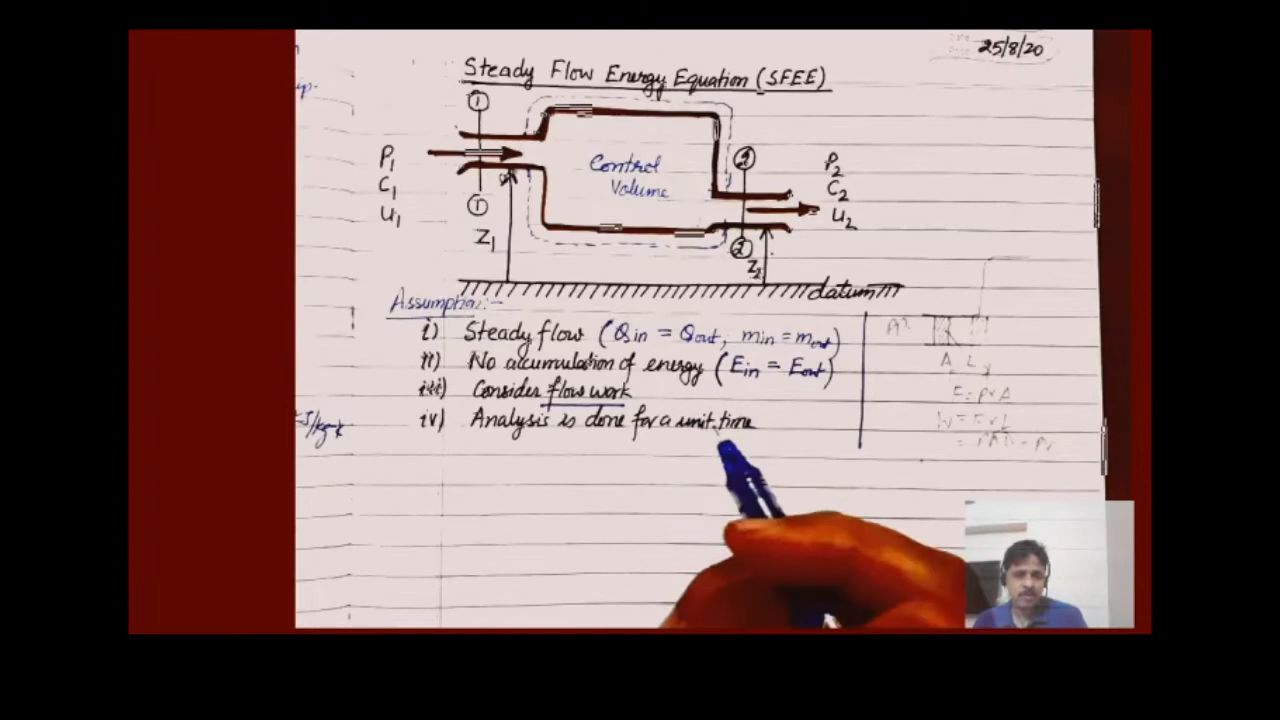 25/8/20
Steady Flow Energy Equation (SFEE)
1
P1
C1
U1
1
Z1
Control
Volume
2
P2
C2
U2
2
Z2
datum
Assumption:-
i) Steady flow (Qin = Qout, min = mout)
ii) No accumulation of energy (Ein = Eout)
iii) Consider flow work
iv) Analysis is done for a unit time